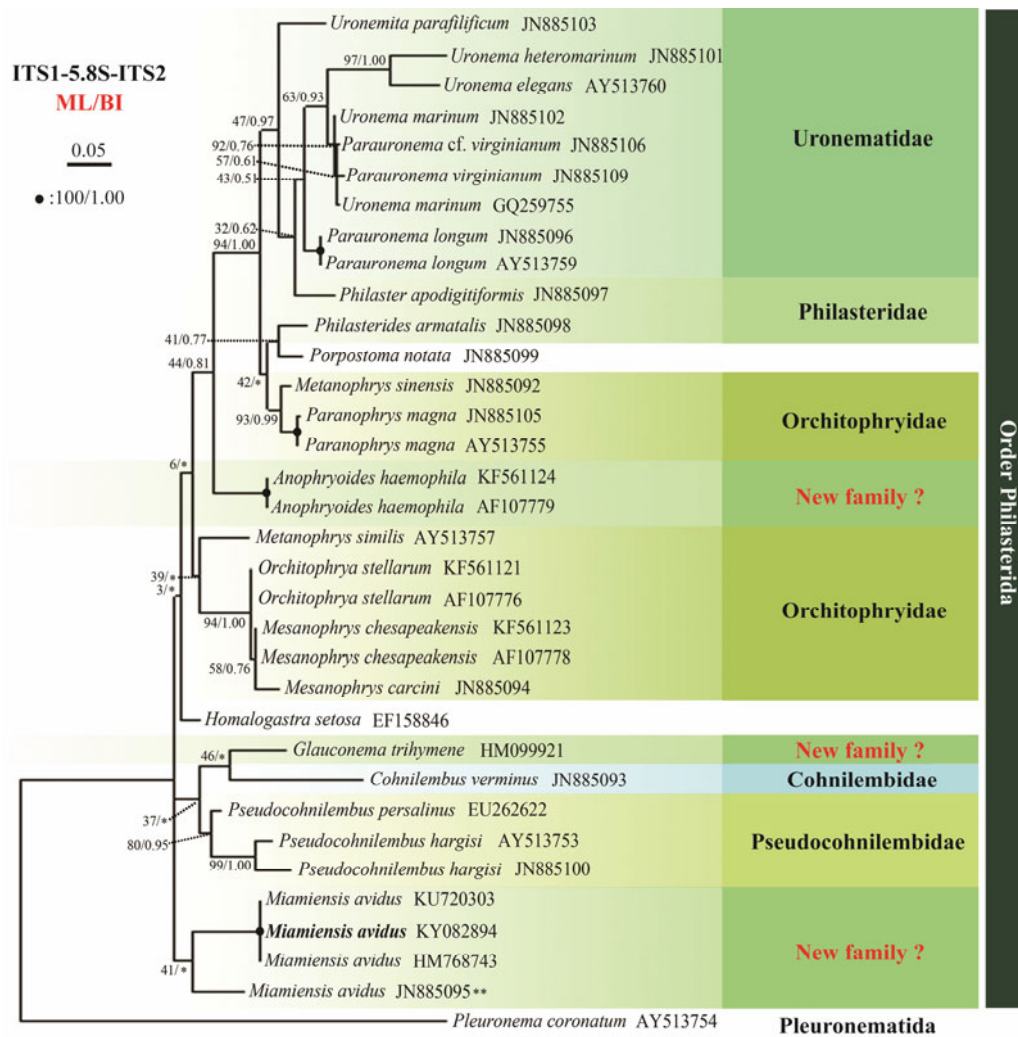 ITS1-5.8S-ITS2
ML/BI
0.05
● :100/1.00
Uronemita parafilificum JN885103
Uronema heteromarinum JN885101
97/1.00
Uronema elegans AY513760
63/0.93
Uronema marinum JN885102
47/0.97
Parauronema cf. virginianum JN885106
92/0.76
57/0.61
Parauronema virginianum JN885109
43/0.51
Uronema marinum GQ259755
32/0.62
Parauronema longum JN885096
94/1.00
Parauronema longum AY513759
Uronematidae
Philaster apodigitiformis JN885097
Philasterides armatalis JN885098
Philasteridae
41/0.77
Porpostoma notata JN885099
44/0.81
42/*
Metanophrys sinensis JN885092
Paranophrys magna JN885105
93/0.99
Paranophrys magna AY513755
Orchitophryidae
6/*
Anophryoides haemophila KF561124
Anophryoides haemophila AF107779
New family ?
Metanophrys similis AY513757
39/*
3/*
Orchitophrya stellarum KF561121
Orchitophrya stellarum AF107776
94/1.00
Mesanophrys chesapeakensis KF561123
Mesanophrys chesapeakensis AF107778
58/0.76
Mesanophrys carcini JN885094
Orchitophryidae
Homalogastra setosa EF158846
Glauconema trihymene HM099921
New family ?
46/*
Cohnilembus verminus JN885093
Cohnilembidae
37/*
Pseudocohnilembus persalinus EU262622
80/0.95
Pseudocohnilembus hargisi AY513753
99/1.00
Pseudocohnilembus hargisi JN885100
Pseudocohnilembidae
Miamiensis avidus KU720303
Miamiensis avidus KY082894
Miamiensis avidus HM768743
41/*
Miamiensis avidus JN885095**
New family ?
Pleuronema coronatum AY513754
Pleuronematida
Order Philasterida